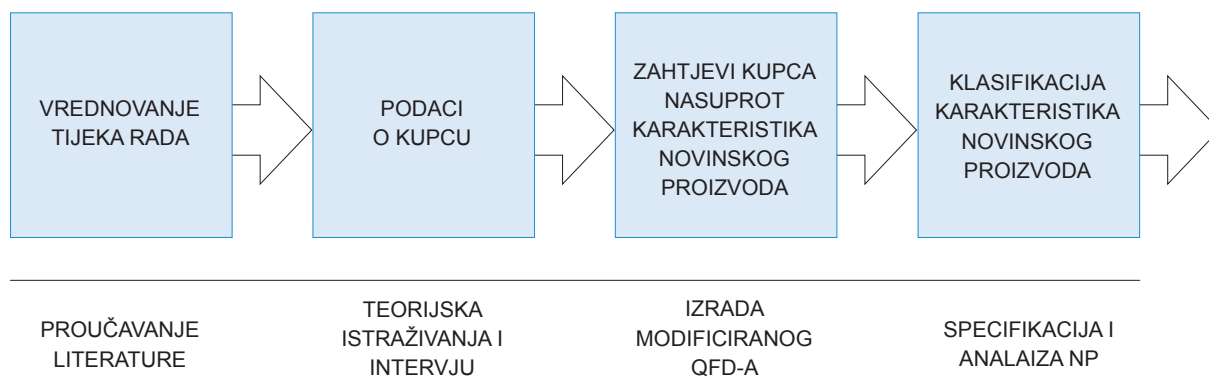 VREDNOVANJE
TIJEKA RADA
PODACI
O KUPCU
ZAHTJEVI KUPCA
NASUPROT
KARAKTERISTIKA
NOVINSKOG
PROIZVODA
KLASIFIKACIJA
KARAKTERISTIKA
NOVINSKOG
PROIZVODA
PROUČAVANJE
LITERATURE
TEORIJSKA
ISTRAŽIVANJA I
INTERVJU
IZRADA
MODIFICIRANOG
QFD-A
SPECIFIKACIJA I
ANALAIZA NP